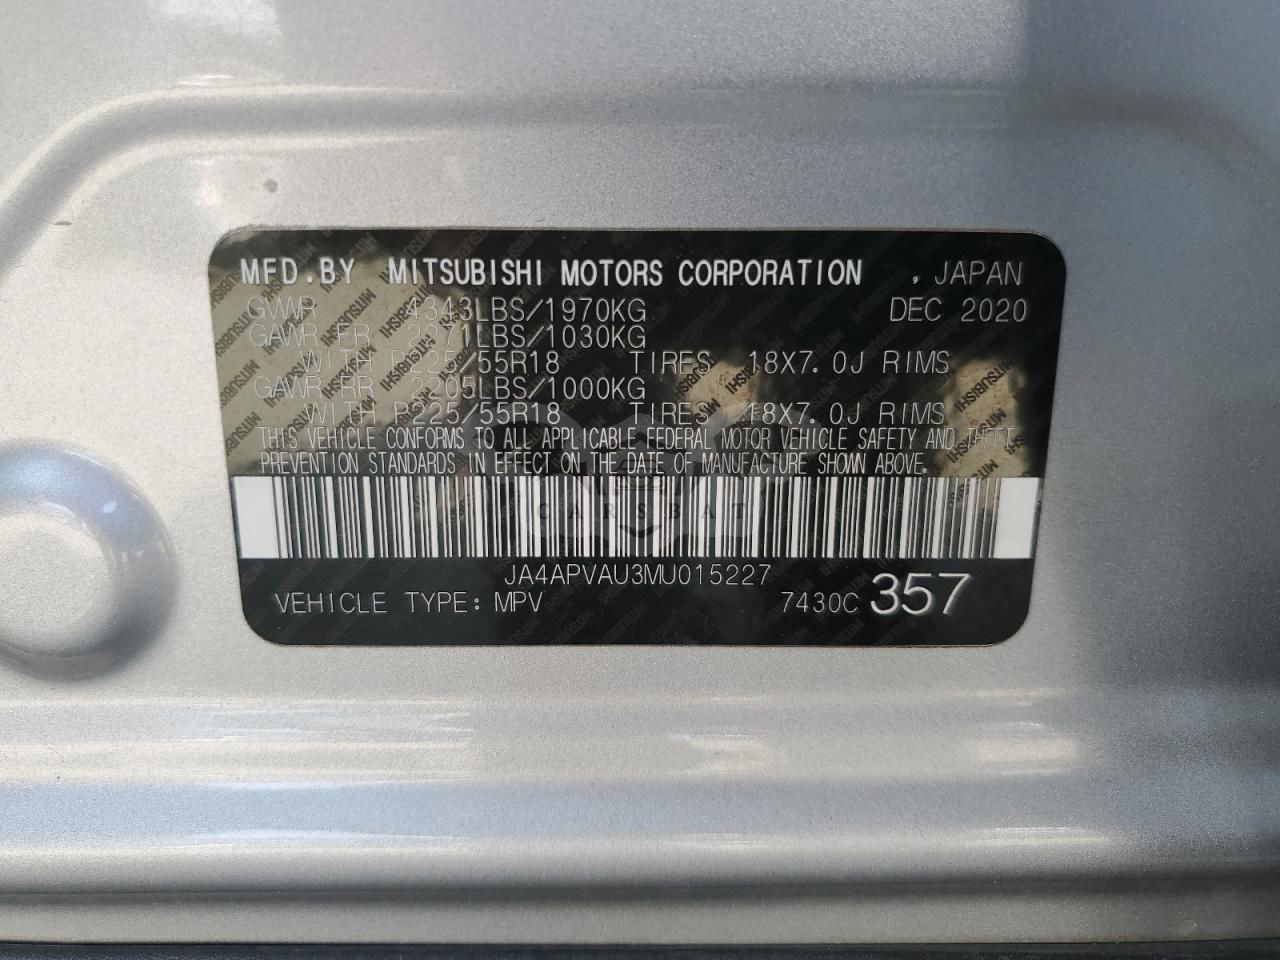 MFD.BY MITSUBISHI MOTORS CORPORATION , JAPAN
GVWR 4343LBS/1970KG DEC 2020
GAWR FR 2271LBS/1030KG
WITH P225/55R18 TIRES 18X7.0J RIMS
GAWR RR 2205LBS/1000KG
WITH P225/55R18 TIRES 18X7.0J RIMS
THIS VEHICLE CONFORMS TO ALL APPLICABLE FEDERAL MOTOR VEHICLE SAFETY AND THEFT
PREVENTION STANDARDS IN EFFECT ON THE DATE OF MANUFACTURE SHOWN ABOVE.
CARSBAT
JA4APVAU3MU015227
VEHICLE TYPE: MPV 7430C 357